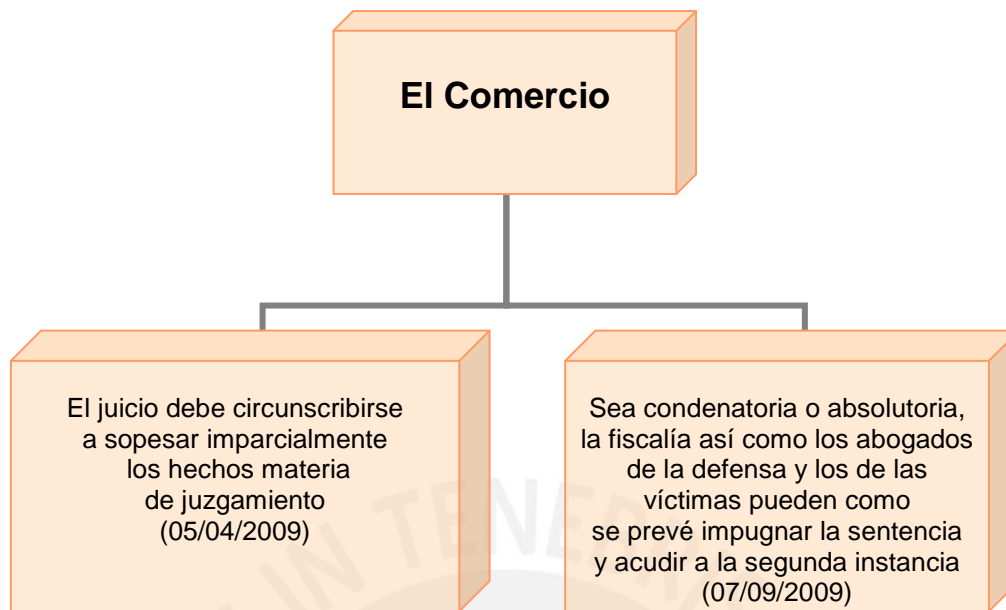 El Comercio
El juicio debe circunscribirse
a sopesar imparcialmente
los hechos materia
de juzgamiento
(05/04/2009)
Sea condenatoria o absolutoria,
la fiscalía así como los abogados
de la defensa y los de las
víctimas pueden como
se prevé impugnar la sentencia
y acudir a la segunda instancia
(07/09/2009)
IN TENE